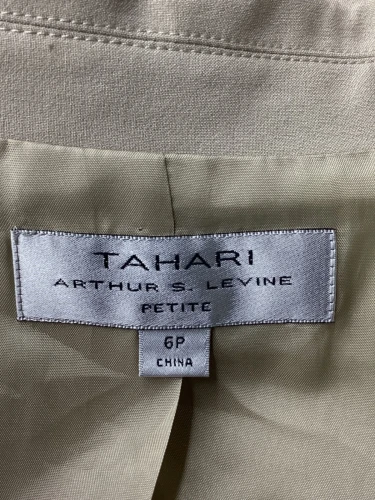 TAHARI
ARTHUR S. LEVINE
PETITE
6P
CHINA